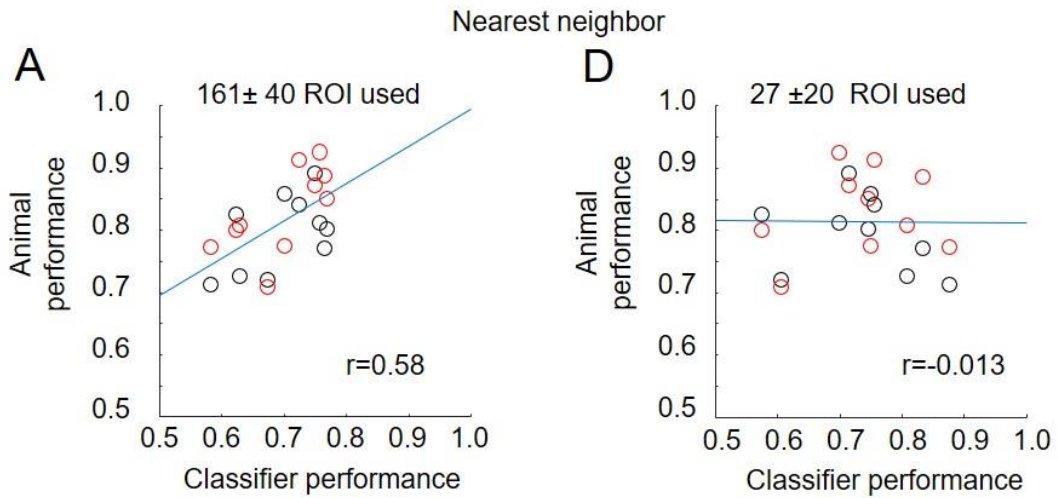 Nearest neighbor
A
161± 40 ROI used
Animal
performance
1.0
0.9
0.8
0.7
0.6
0.5
r=0.58
0.5 0.6 0.7 0.8 0.9 1.0
Classifier performance
D
27 ±20 ROI used
Animal
performance
1.0
0.9
0.8
0.7
0.6
0.5
r=-0.013
0.5 0.6 0.7 0.8 0.9 1.0
Classifier performance